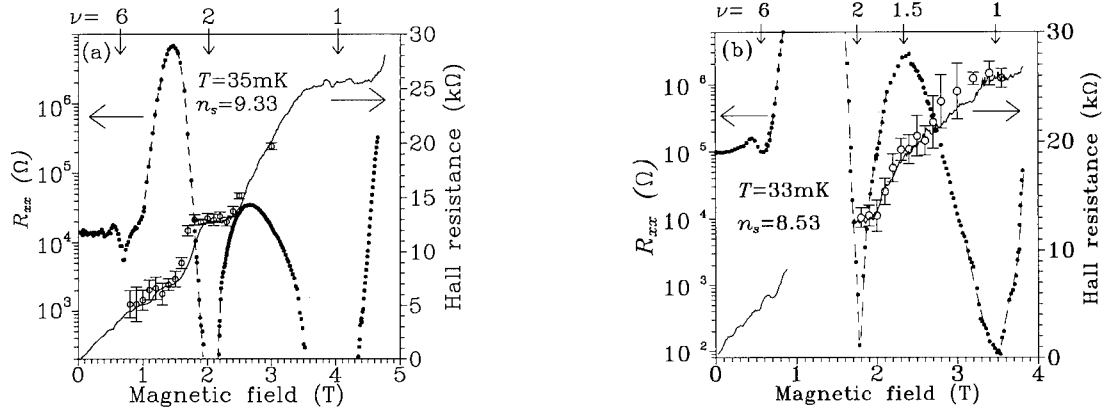 ν= 6 2 1
(a)
T=35mK
n_s=9.33
R_xx (Ω)
10^6
10^5
10^4
10^3
30
25
20
15
10
5
0
Hall resistance (kΩ)
0 1 2 3 4 5
Magnetic field (T)
ν= 6 2 1.5 1
(b)
T=33mK
n_s=8.53
R_xx (Ω)
10^6
10^5
10^4
10^3
10^2
30
25
20
15
10
5
0
Hall resistance (kΩ)
0 1 2 3 4
Magnetic field (T)